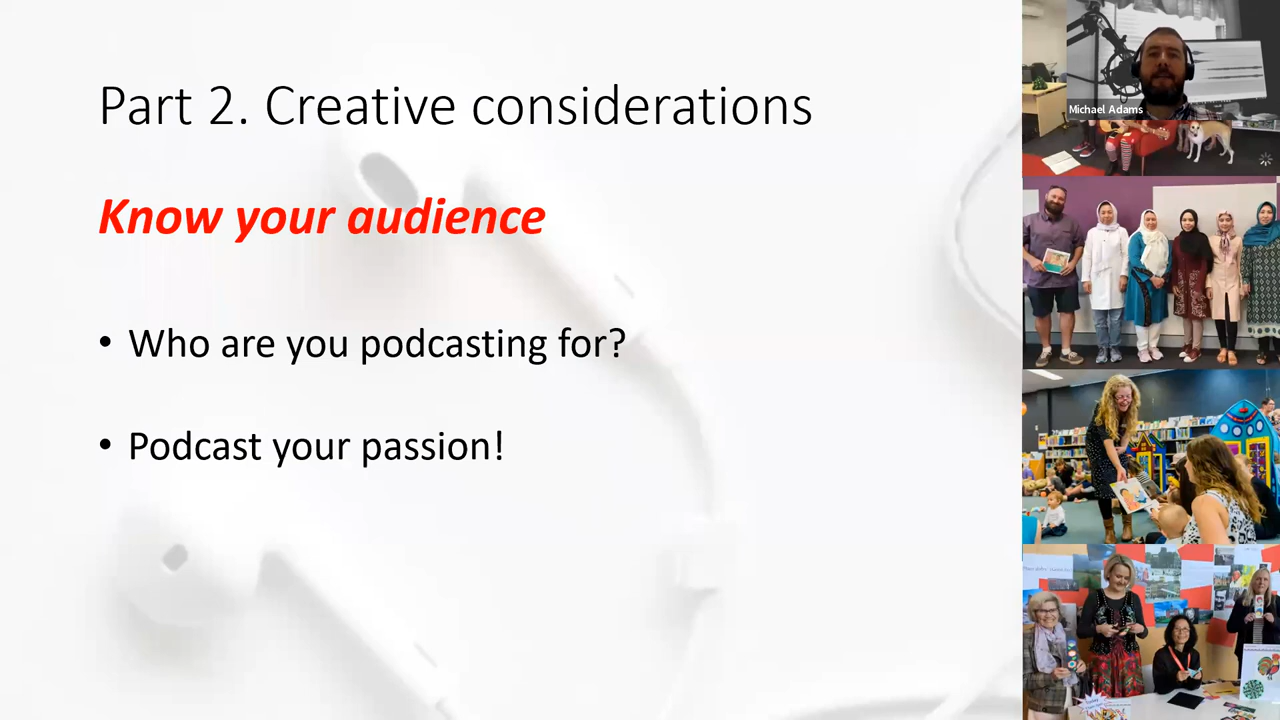 Part 2. Creative considerations
Know your audience
• Who are you podcasting for?
• Podcast your passion!
Michael Adams